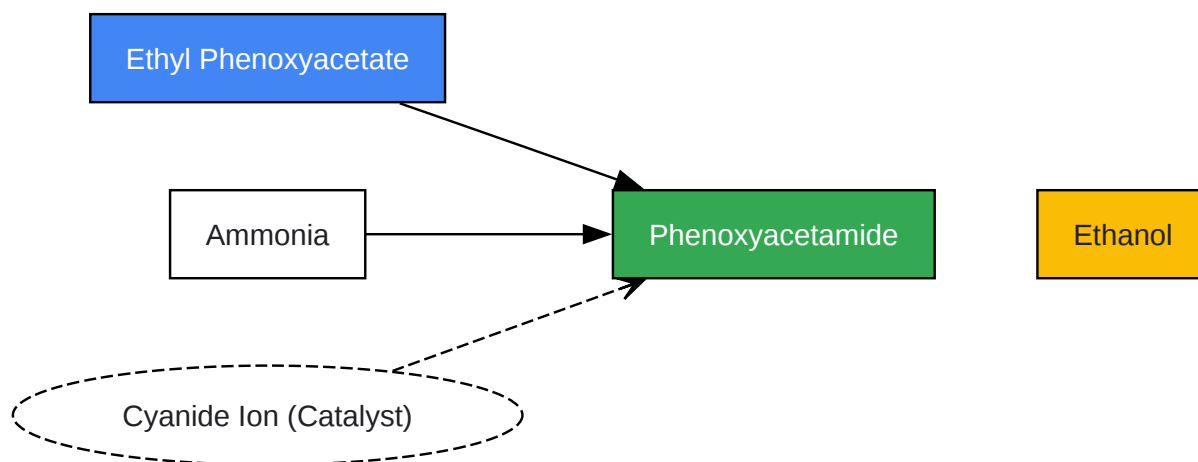 Ethyl Phenoxyacetate
Ammonia
Phenoxyacetamide
Ethanol
Cyanide Ion (Catalyst)